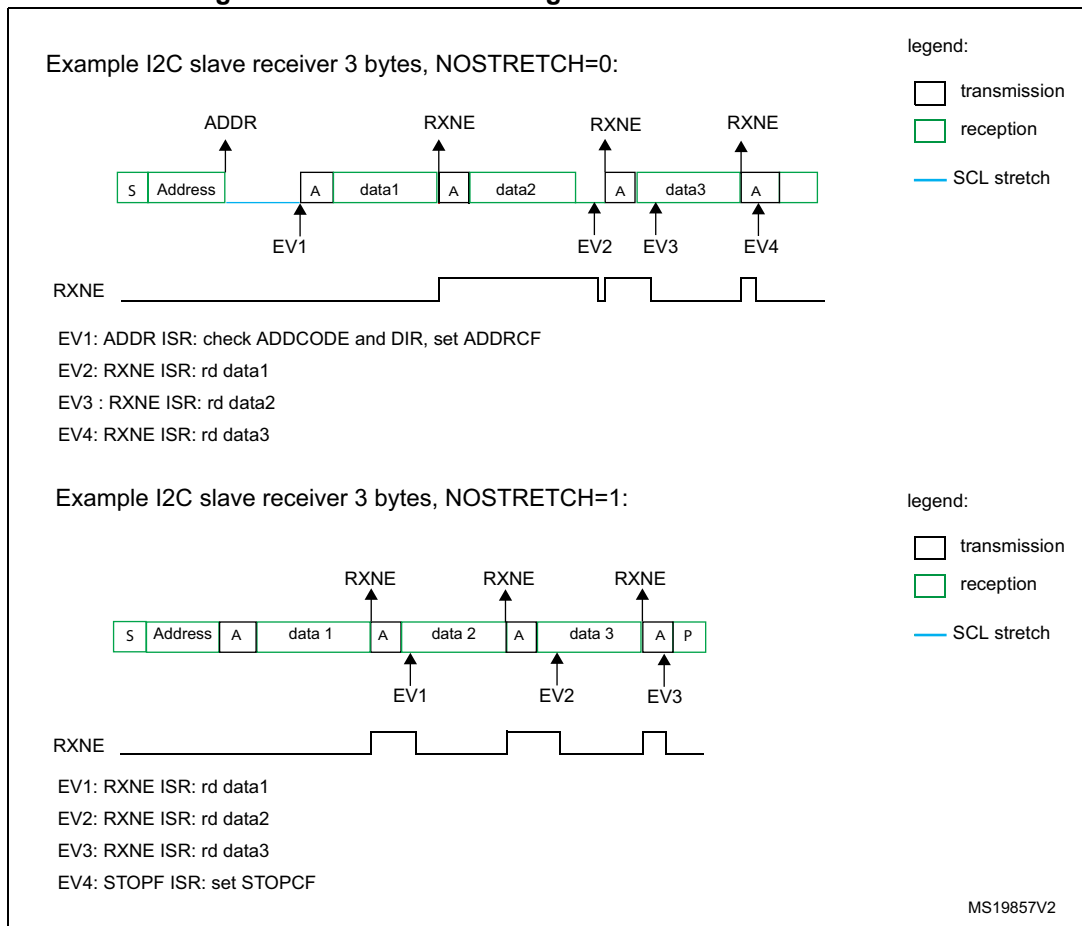 Example I2C slave receiver 3 bytes, NOSTRETCH=0:
legend:
transmission
reception
SCL stretch
ADDR RXNE RXNE RXNE
S Address A data1 A data2 A data3 A
EV1 EV2 EV3 EV4
RXNE
EV1: ADDR ISR: check ADDCODE and DIR, set ADDRCF
EV2: RXNE ISR: rd data1
EV3 : RXNE ISR: rd data2
EV4: RXNE ISR: rd data3
Example I2C slave receiver 3 bytes, NOSTRETCH=1:
legend:
transmission
reception
SCL stretch
RXNE RXNE RXNE
S Address A data 1 A data 2 A data 3 A P
EV1 EV2 EV3
RXNE
EV1: RXNE ISR: rd data1
EV2: RXNE ISR: rd data2
EV3: RXNE ISR: rd data3
EV4: STOPF ISR: set STOPCF
MS19857V2